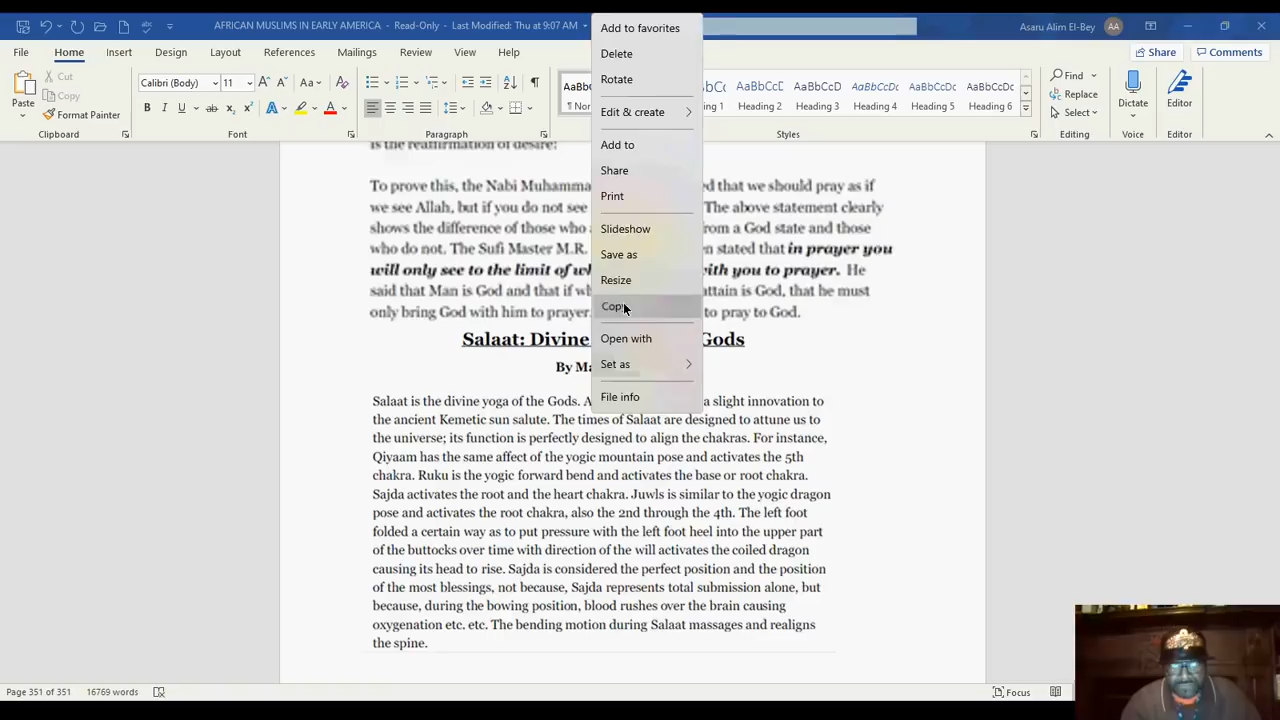 AFRICAN MUSLIMS IN EARLY AMERICA - Read-Only - Last Modified: Thu at 9:07 AM
Asaru Alim El-Bey AA
File Home Insert Design Layout References Mailings Review View Help
Share Comments
Paste
Cut
Copy
Format Painter
Calibri (Body) 11
Aa
B I U ab x₂ x² A A
AaBbCcDc AaBbCcDc AaBbCcDc AaBbCcDc
¶ Nor 1 Heading 2 Heading 3 Heading 4 Heading 5 Heading 6
Find
Replace
Select
Dictate
Editor
Clipboard Font Paragraph Styles Editing Voice Editor
Add to favorites
Delete
Rotate
Edit & create
Add to
Share
Print
Slideshow
Save as
Resize
Copy
Open with
Set as
File info
is the reaffirmation of desire:
To prove this, the Nabi Muhamma ed that we should pray as if
we see Allah, but if you do not see The above statement clearly
shows the difference of those who rom a God state and those
who do not. The Sufi Master M.R. n stated that in prayer you
will only see to the limit of wh with you to prayer. He
said that Man is God and that if wh attain is God, that he must
only bring God with him to prayer. to pray to God.
Salaat: Divine Gods
By Ma
Salaat is the divine yoga of the Gods. A a slight innovation to
the ancient Kemetic sun salute. The times of Salaat are designed to attune us to
the universe; its function is perfectly designed to align the chakras. For instance,
Qiyaam has the same affect of the yogic mountain pose and activates the 5th
chakra. Ruku is the yogic forward bend and activates the base or root chakra.
Sajda activates the root and the heart chakra. Juwls is similar to the yogic dragon
pose and activates the root chakra, also the 2nd through the 4th. The left foot
folded a certain way as to put pressure with the left foot heel into the upper part
of the buttocks over time with direction of the will activates the coiled dragon
causing its head to rise. Sajda is considered the perfect position and the position
of the most blessings, not because, Sajda represents total submission alone, but
because, during the bowing position, blood rushes over the brain causing
oxygenation etc. etc. The bending motion during Salaat massages and realigns
the spine.
Page 351 of 351 16769 words Focus